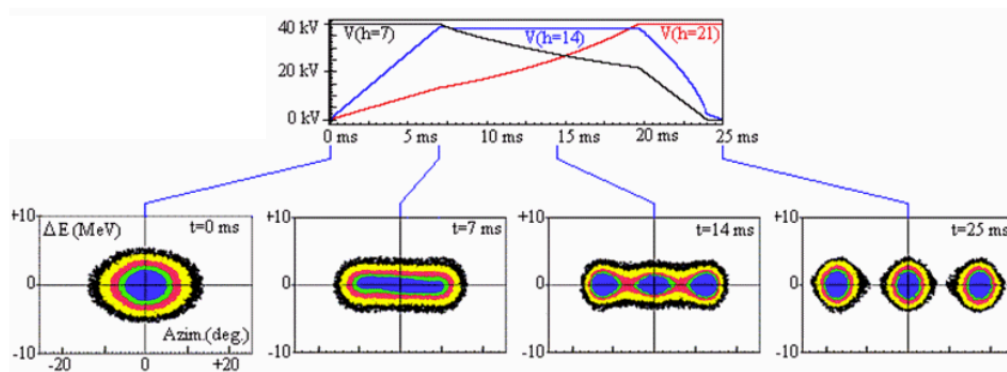 40 kV
V(h=7)
V(h=14)
V(h=21)
20 kV
0 kV
0 ms
5 ms
10 ms
15 ms
20 ms
25 ms
+10
ΔE (MeV)
t=0 ms
0
Azim.(deg.)
-10
-20
0
+20
+10
t=7 ms
0
-10
+10
t=14 ms
0
-10
+10
t=25 ms
0
-10